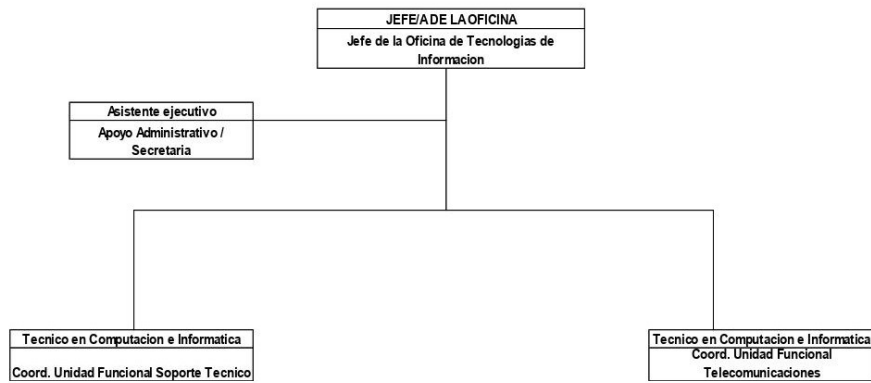 JEFE/A DE LA OFICINA
Jefe de la Oficina de Tecnologias de
Informacion
Asistente ejecutivo
Apoyo Administrativo /
Secretaria
Tecnico en Computacion e Informatica
Coord. Unidad Funcional Soporte Tecnico
Tecnico en Computacion e Informatica
Coord. Unidad Funcional
Telecomunicaciones